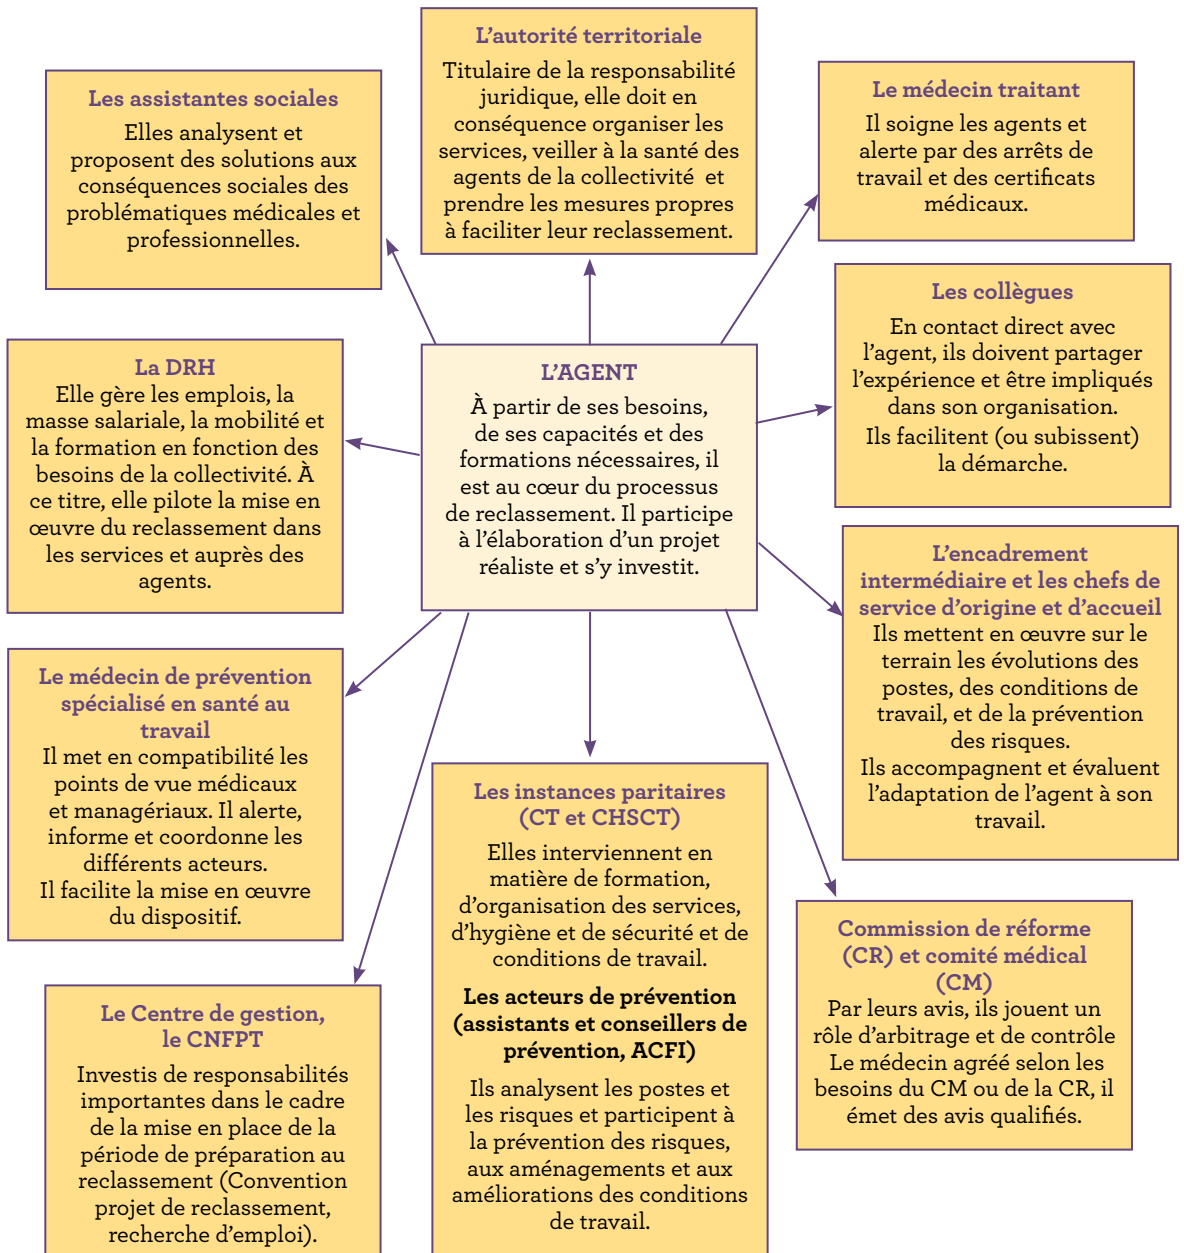 L’autorité territoriale
Titulaire de la responsabilité
juridique, elle doit en
conséquence organiser les
services, veiller à la santé des
agents de la collectivité et
prendre les mesures propres
à faciliter leur reclassement.
Les assistantes sociales
Elles analysent et
proposent des solutions aux
conséquences sociales des
problématiques médicales et
professionnelles.
Le médecin traitant
Il soigne les agents et
alerte par des arrêts de
travail et des certificats
médicaux.
Les collègues
En contact direct avec
l’agent, ils doivent partager
l’expérience et être impliqués
dans son organisation.
Ils facilitent (ou subissent)
la démarche.
La DRH
Elle gère les emplois, la
masse salariale, la mobilité et
la formation en fonction des
besoins de la collectivité. À
ce titre, elle pilote la mise en
œuvre du reclassement dans
les services et auprès des
agents.
L’AGENT
À partir de ses besoins,
de ses capacités et des
formations nécessaires, il
est au cœur du processus
de reclassement. Il participe
à l’élaboration d’un projet
réaliste et s’y investit.
L’encadrement
intermédiaire et les chefs de
service d’origine et d’accueil
Ils mettent en œuvre sur le
terrain les évolutions des
postes, des conditions de
travail, et de la prévention
des risques.
Ils accompagnent et évaluent
l’adaptation de l’agent à son
travail.
Le médecin de prévention
spécialisé en santé au
travail
Il met en compatibilité les
points de vue médicaux
et managériaux. Il alerte,
informe et coordonne les
différents acteurs.
Il facilite la mise en œuvre
du dispositif.
Les instances paritaires
(CT et CHSCT)
Elles interviennent en
matière de formation,
d’organisation des services,
d’hygiène et de sécurité et de
conditions de travail.
Les acteurs de prévention
(assistants et conseillers de
prévention, ACFI)
Ils analysent les postes et
les risques et participent à
la prévention des risques,
aux aménagements et aux
améliorations des conditions
de travail.
Commission de réforme
(CR) et comité médical
(CM)
Par leurs avis, ils jouent un
rôle d’arbitrage et de contrôle
Le médecin agréé selon les
besoins du CM ou de la CR, il
émet des avis qualifiés.
Le Centre de gestion,
le CNFPT
Investis de responsabilités
importantes dans le cadre
de la mise en place de la
période de préparation au
reclassement (Convention
projet de reclassement,
recherche d’emploi).